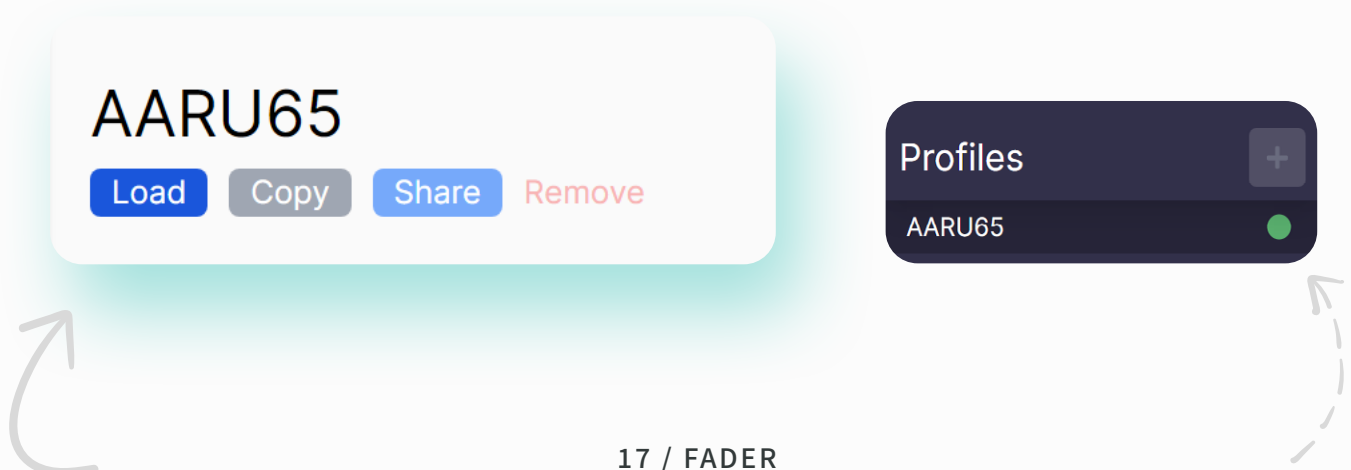 AARU65
Load Copy Share Remove
Profiles +
AARU65
17 / FADER